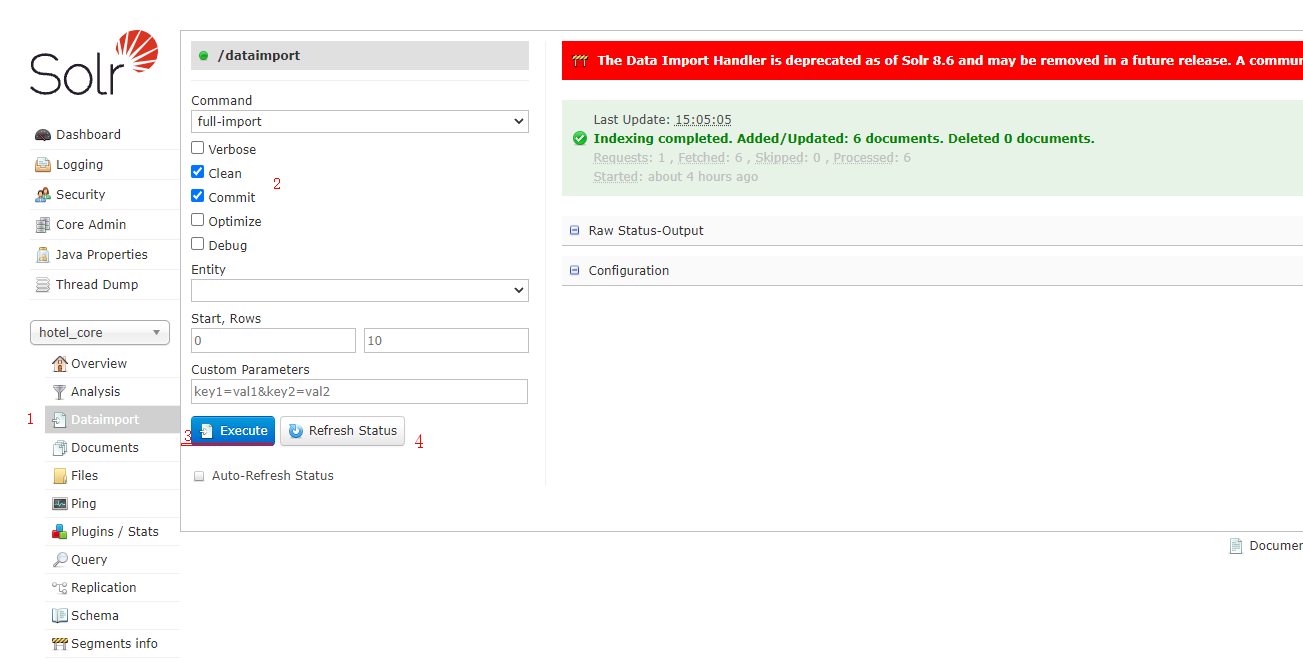 Solr
Dashboard
Logging
Security
Core Admin
Java Properties
Thread Dump
hotel_core
Overview
Analysis
1 Dataimport
Documents
Files
Ping
Plugins / Stats
Query
Replication
Schema
Segments info
/dataimport
Command
full-import
Verbose
Clean
2
Commit
Optimize
Debug
Entity
Start, Rows
0 10
Custom Parameters
key1=val1&key2=val2
3 Execute Refresh Status 4
Auto-Refresh Status
The Data Import Handler is deprecated as of Solr 8.6 and may be removed in a future release. A commun
Last Update: 15:05:05
Indexing completed. Added/Updated: 6 documents. Deleted 0 documents.
Requests: 1 , Fetched: 6 , Skipped: 0 , Processed: 6
Started: about 4 hours ago
Raw Status-Output
Configuration
Documen